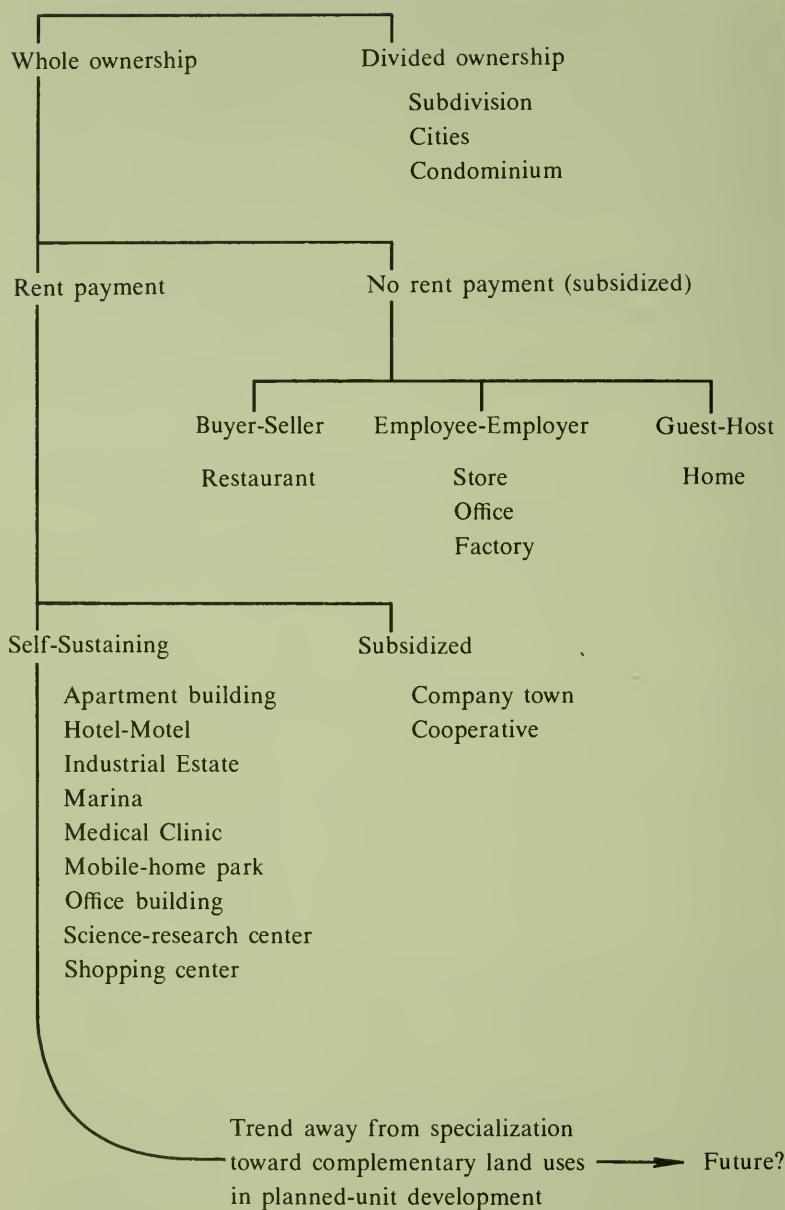 Whole ownership
Divided ownership
Subdivision
Cities
Condominium
Rent payment
No rent payment (subsidized)
Buyer-Seller
Employee-Employer
Guest-Host
Restaurant
Store
Home
Office
Factory
Self-Sustaining
Subsidized
Apartment building
Company town
Hotel-Motel
Cooperative
Industrial Estate
Marina
Medical Clinic
Mobile-home park
Office building
Science-research center
Shopping center
Trend away from specialization
toward complementary land uses
Future?
in planned-unit development